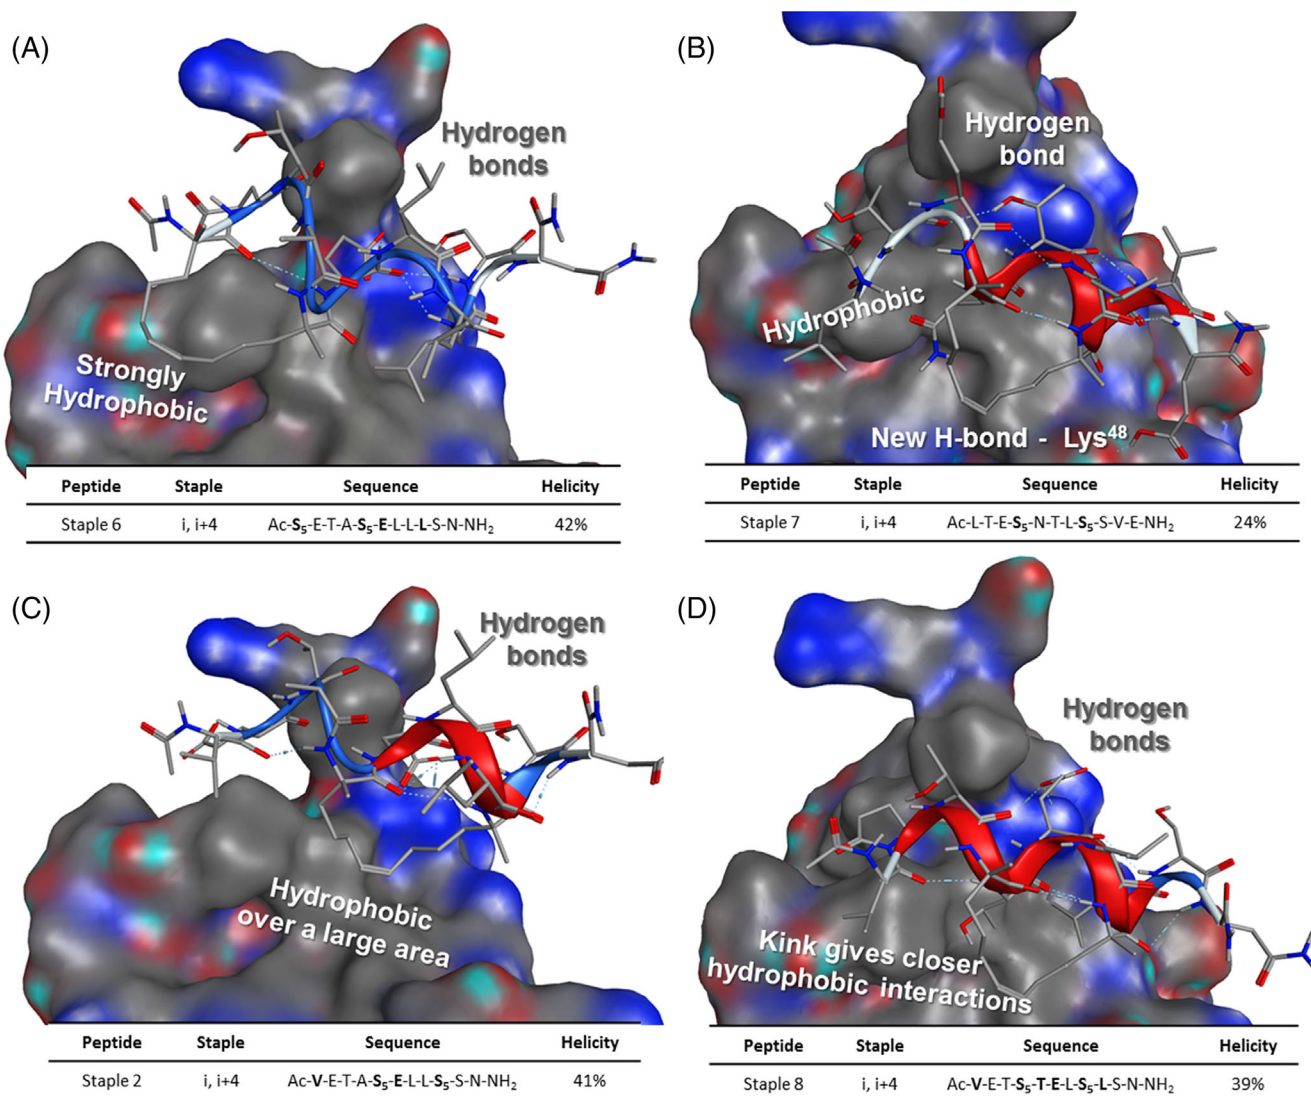 (A)
Hydrogen
bonds
Strongly
Hydrophobic
Peptide Staple Sequence Helicity
Staple 6 i, i+4 Ac-S₅-E-T-A-S₅-E-L-L-L-S-N-NH₂ 42%
(B)
Hydrogen
bond
Hydrophobic
New H-bond - Lys⁴⁸
Peptide Staple Sequence Helicity
Staple 7 i, i+4 Ac-L-T-E-S₅-N-T-L-S₅-S-V-E-NH₂ 24%
(C)
Hydrogen
bonds
Hydrophobic
over a large area
Peptide Staple Sequence Helicity
Staple 2 i, i+4 Ac-V-E-T-A-S₅-E-L-L-S₅-S-N-NH₂ 41%
(D)
Hydrogen
bonds
Kink gives closer
hydrophobic interactions
Peptide Staple Sequence Helicity
Staple 8 i, i+4 Ac-V-E-T-S₅-T-E-L-S₅-L-S-N-NH₂ 39%